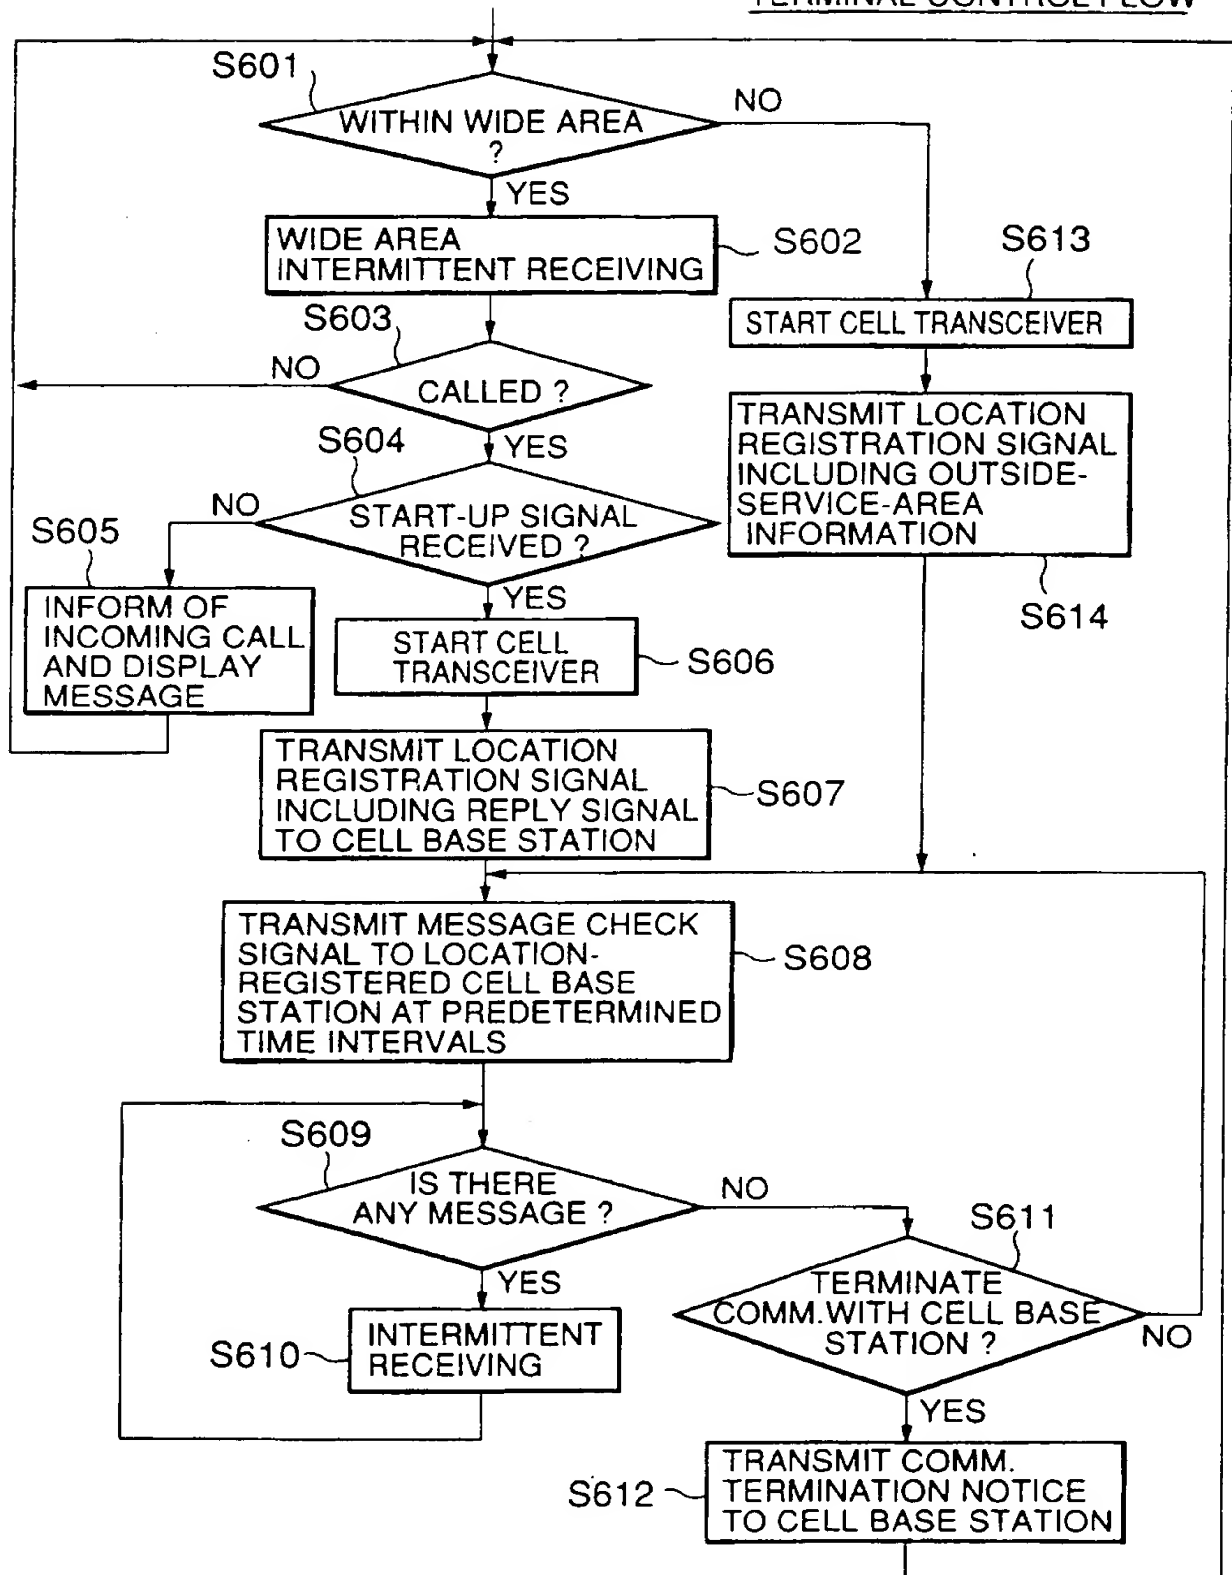 TERMINAL CONTROL FLOW
S601
WITHIN WIDE AREA
?
NO
YES
WIDE AREA
INTERMITTENT RECEIVING
S602
S613
START CELL TRANSCEIVER
S603
NO
CALLED ?
YES
TRANSMIT LOCATION
REGISTRATION SIGNAL
INCLUDING OUTSIDE-
SERVICE-AREA
INFORMATION
S614
S604
NO
START-UP SIGNAL
RECEIVED ?
YES
S605
INFORM OF
INCOMING CALL
AND DISPLAY
MESSAGE
START CELL
TRANSCEIVER
S606
TRANSMIT LOCATION
REGISTRATION SIGNAL
INCLUDING REPLY SIGNAL
TO CELL BASE STATION
S607
TRANSMIT MESSAGE CHECK
SIGNAL TO LOCATION-
REGISTERED CELL BASE
STATION AT PREDETERMINED
TIME INTERVALS
S608
S609
IS THERE
ANY MESSAGE ?
NO
YES
S611
TERMINATE
COMM.WITH CELL BASE
STATION ?
NO
YES
S610
INTERMITTENT
RECEIVING
S612
TRANSMIT COMM.
TERMINATION NOTICE
TO CELL BASE STATION